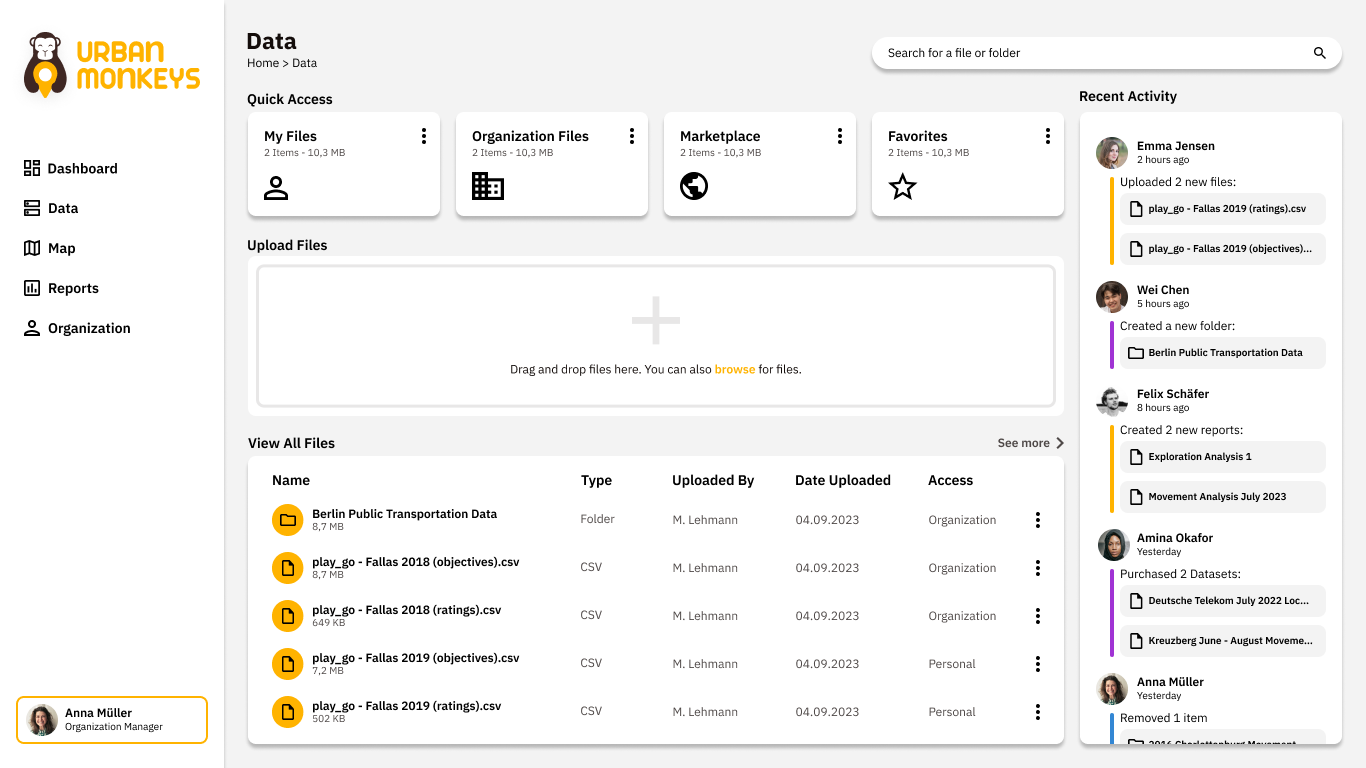 URBAN
MONKEYS
Dashboard
Data
Map
Reports
Organization
Anna Müller
Organization Manager
Data
Home > Data
Search for a file or folder
Quick Access
My Files
2 Items - 10,3 MB
Organization Files
2 Items - 10,3 MB
Marketplace
2 Items - 10,3 MB
Favorites
2 Items - 10,3 MB
Upload Files
Drag and drop files here. You can also browse for files.
View All Files
See more
Name Type Uploaded By Date Uploaded Access
Berlin Public Transportation Data
8,7 MB
Folder M. Lehmann 04.09.2023 Organization
play_go - Fallas 2018 (objectives).csv
8,7 MB
CSV M. Lehmann 04.09.2023 Organization
play_go - Fallas 2018 (ratings).csv
649 KB
CSV M. Lehmann 04.09.2023 Organization
play_go - Fallas 2019 (objectives).csv
7,2 MB
CSV M. Lehmann 04.09.2023 Personal
play_go - Fallas 2019 (ratings).csv
502 KB
CSV M. Lehmann 04.09.2023 Personal
Recent Activity
Emma Jensen
2 hours ago
Uploaded 2 new files:
play_go - Fallas 2019 (ratings).csv
play_go - Fallas 2019 (objectives)...
Wei Chen
5 hours ago
Created a new folder:
Berlin Public Transportation Data
Felix Schäfer
8 hours ago
Created 2 new reports:
Exploration Analysis 1
Movement Analysis July 2023
Amina Okafor
Yesterday
Purchased 2 Datasets:
Deutsche Telekom July 2022 Loc...
Kreuzberg June - August Moveme...
Anna Müller
Yesterday
Removed 1 item